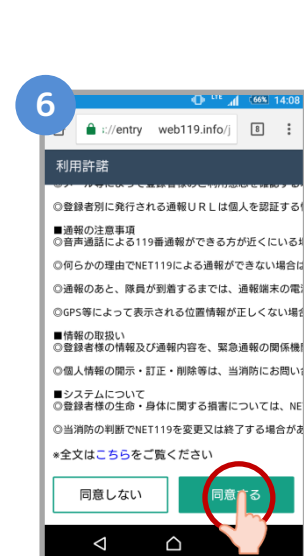 6
LTE 66% 14:08
://entry web119.info/j 8
利用許諾
◎登録者別に発行される通報URLは個人を認証する
■通報の注意事項
◎音声通話による119番通報ができる方が近くにいる
◎何らかの理由でNET119による通報ができない場合
◎通報のあと、隊員が到着するまでは、通報端末の電
◎GPS等によって表示される位置情報が正しくない場
■情報の取扱い
◎登録者様の情報及び通報内容を、緊急通報の関係機
◎個人情報の開示・訂正・削除等は、当消防にお問い
■システムについて
◎登録者様の生命・身体に関する損害については、NE
◎当消防の判断でNET119を変更又は終了する場合が
※全文はこちらをご覧ください
同意しない 同意する